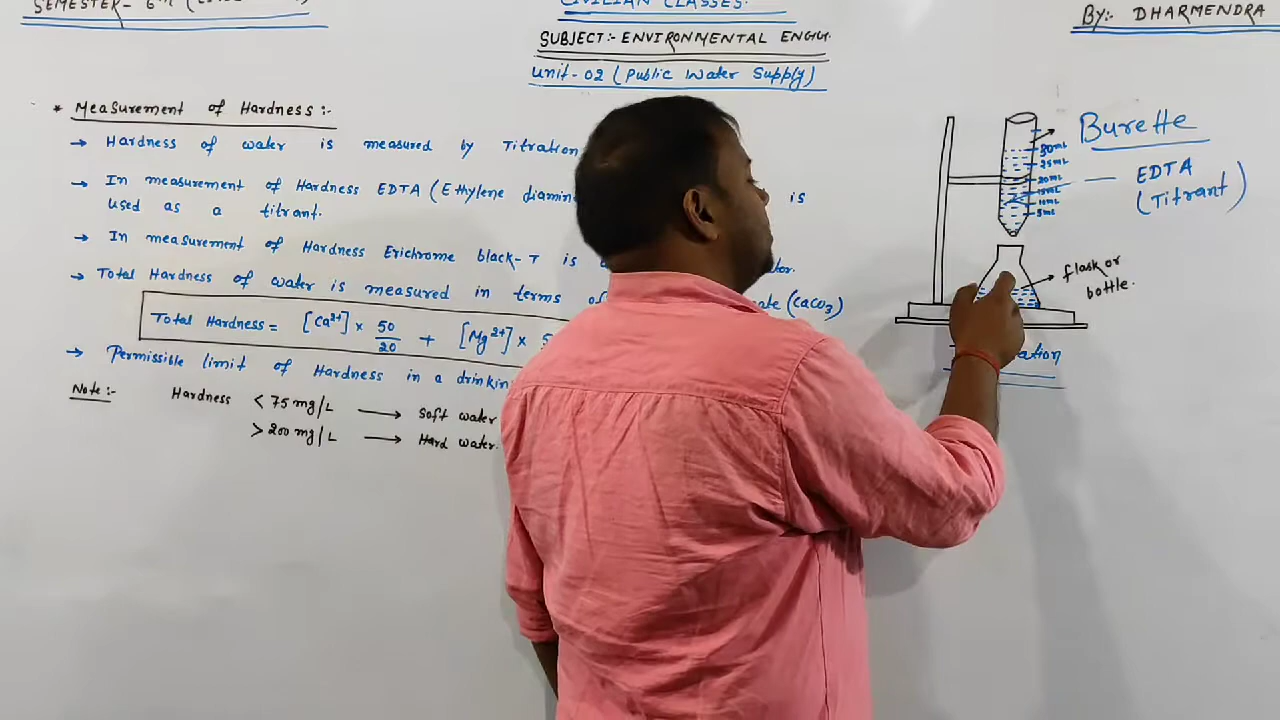 SEMESTER- 6th
CIVILIAN CLASSES.
BY:- DHARMENDRA
SUBJECT:- ENVIRONMENTAL ENGG.
Unit-02 (Public Water Supply)
* Measurement of Hardness:-
→ Hardness of water is measured by Titration
→ In measurement of Hardness EDTA (Ethylene is
used as a titrant.
→ In measurement of Hardness Erichrome black-T is
→ Total Hardness of water is measured in terms of (CaCO3)
Total Hardness = [Ca2+] × 50/20 + [Mg2+] ×
→ Permissible limit of Hardness in a
Note:- Hardness < 75 mg/L → Soft water
> 200 mg/L → Hard water.
Burette
30mL
25mL
20mL
15mL
10mL
5mL
EDTA
(Titrant)
flask or
bottle.